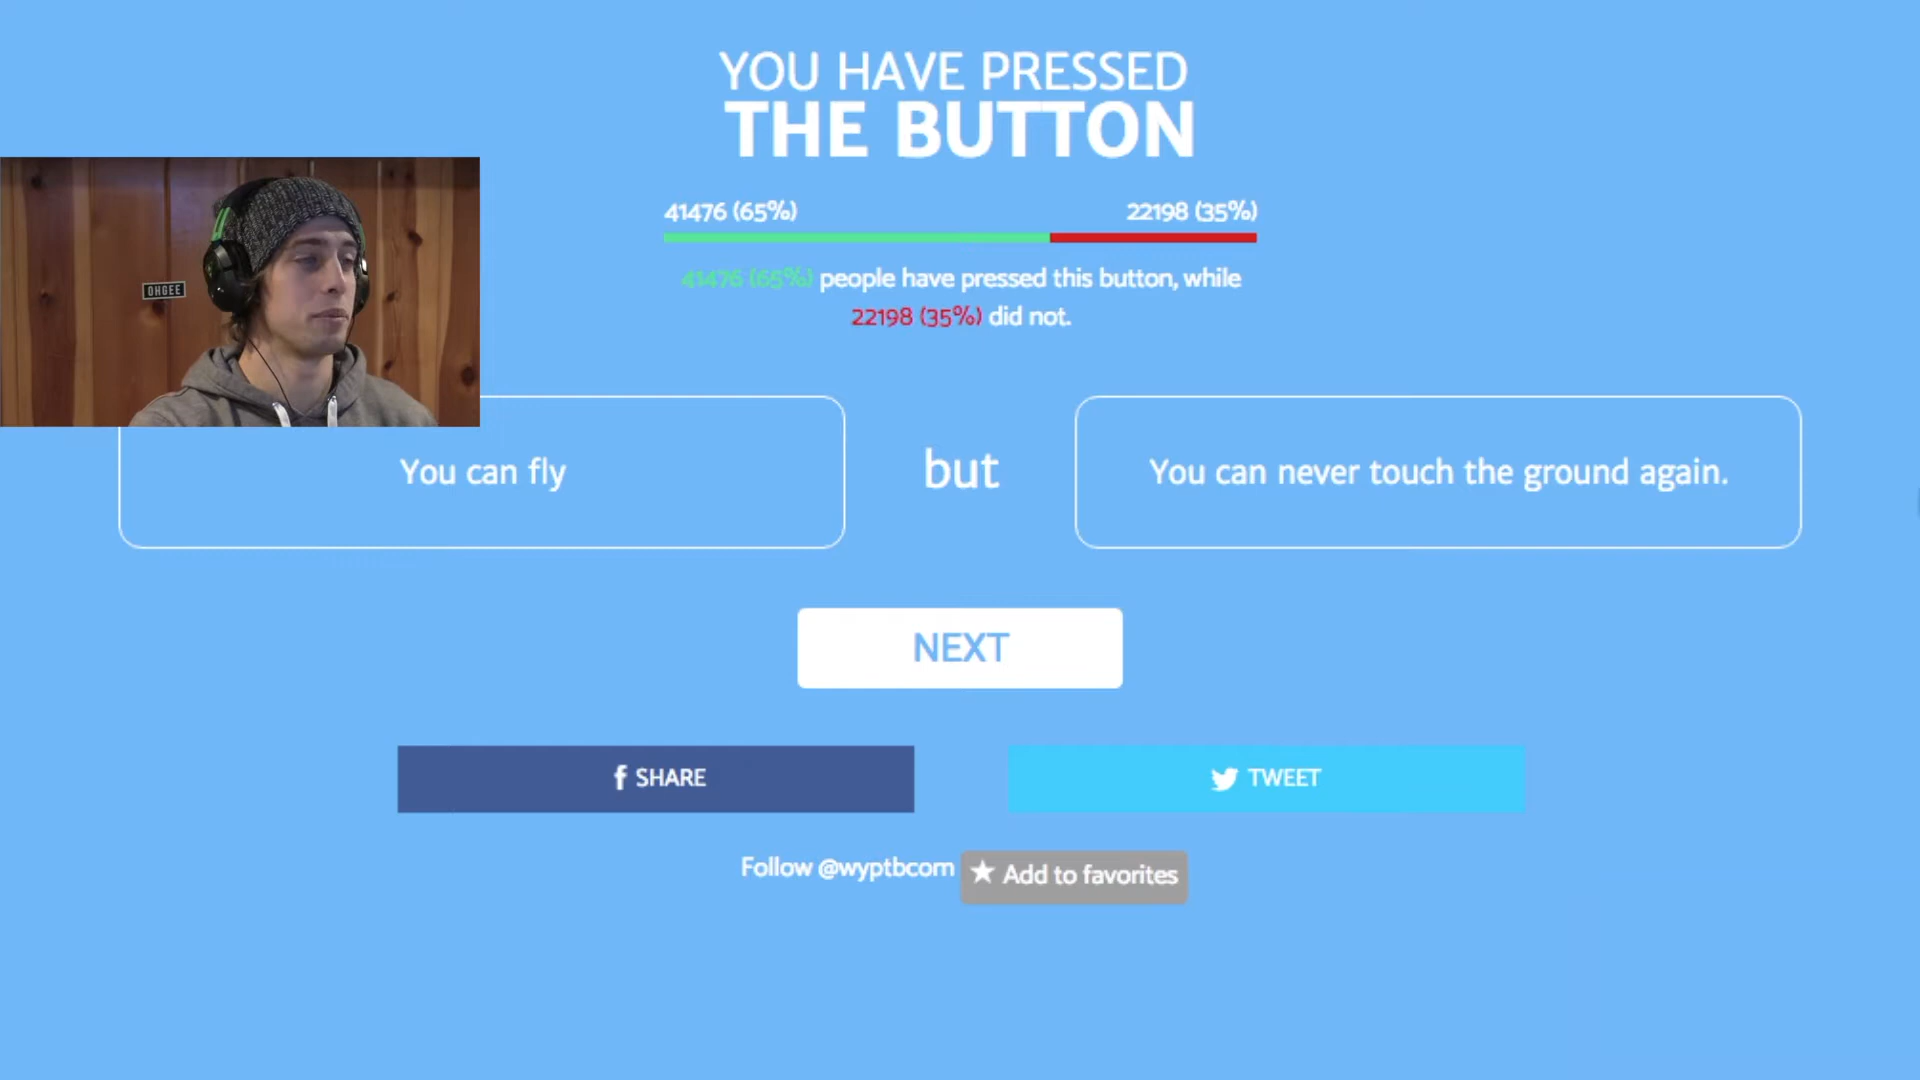 YOU HAVE PRESSED
THE BUTTON
41476 (65%) 22198 (35%)
41476 (65%) people have pressed this button, while
22198 (35%) did not.
OHGEE
You can fly but You can never touch the ground again.
NEXT
f SHARE TWEET
Follow @wyptbcom ★ Add to favorites